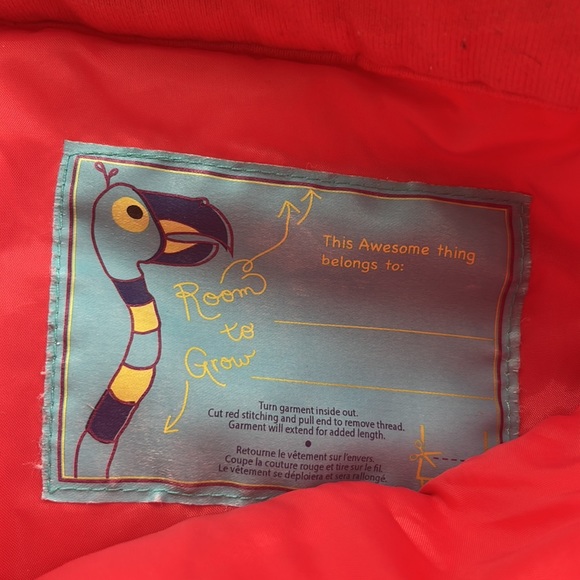 This Awesome thing
belongs to:
Room
to
Grow
Turn garment inside out.
Cut red stitching and pull end to remove thread.
Garment will extend for added length.
•
Retourne le vêtement sur l'envers.
Coupe la couture rouge et tire sur le fil.
Le vêtement se déploiera et sera rallongé.